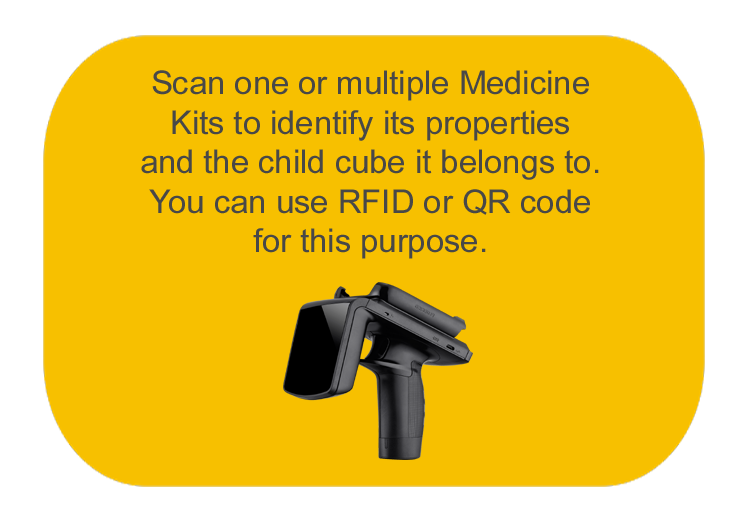 Scan one or multiple Medicine
Kits to identify its properties
and the child cube it belongs to.
You can use RFID or QR code
for this purpose.